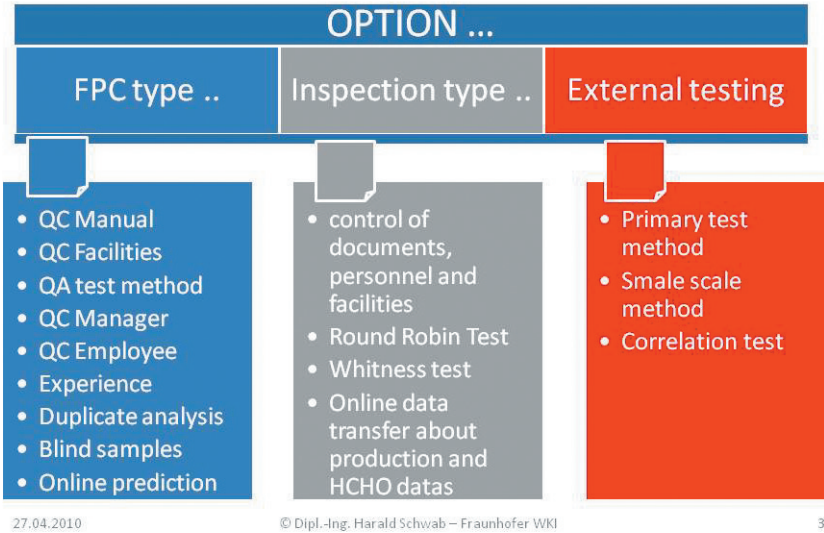 OPTION ...
FPC type ..
Inspection type ..
External testing
• QC Manual
• QC Facilities
• QA test method
• QC Manager
• QC Employee
• Experience
• Duplicate analysis
• Blind samples
• Online prediction
• control of
documents,
personnel and
facilities
• Round Robin Test
• Whitness test
• Online data
transfer about
production and
HCHO datas
• Primary test
method
• Smale scale
method
• Correlation test
27.04.2010
© Dipl.-Ing. Harald Schwab – Fraunhofer WKI
3